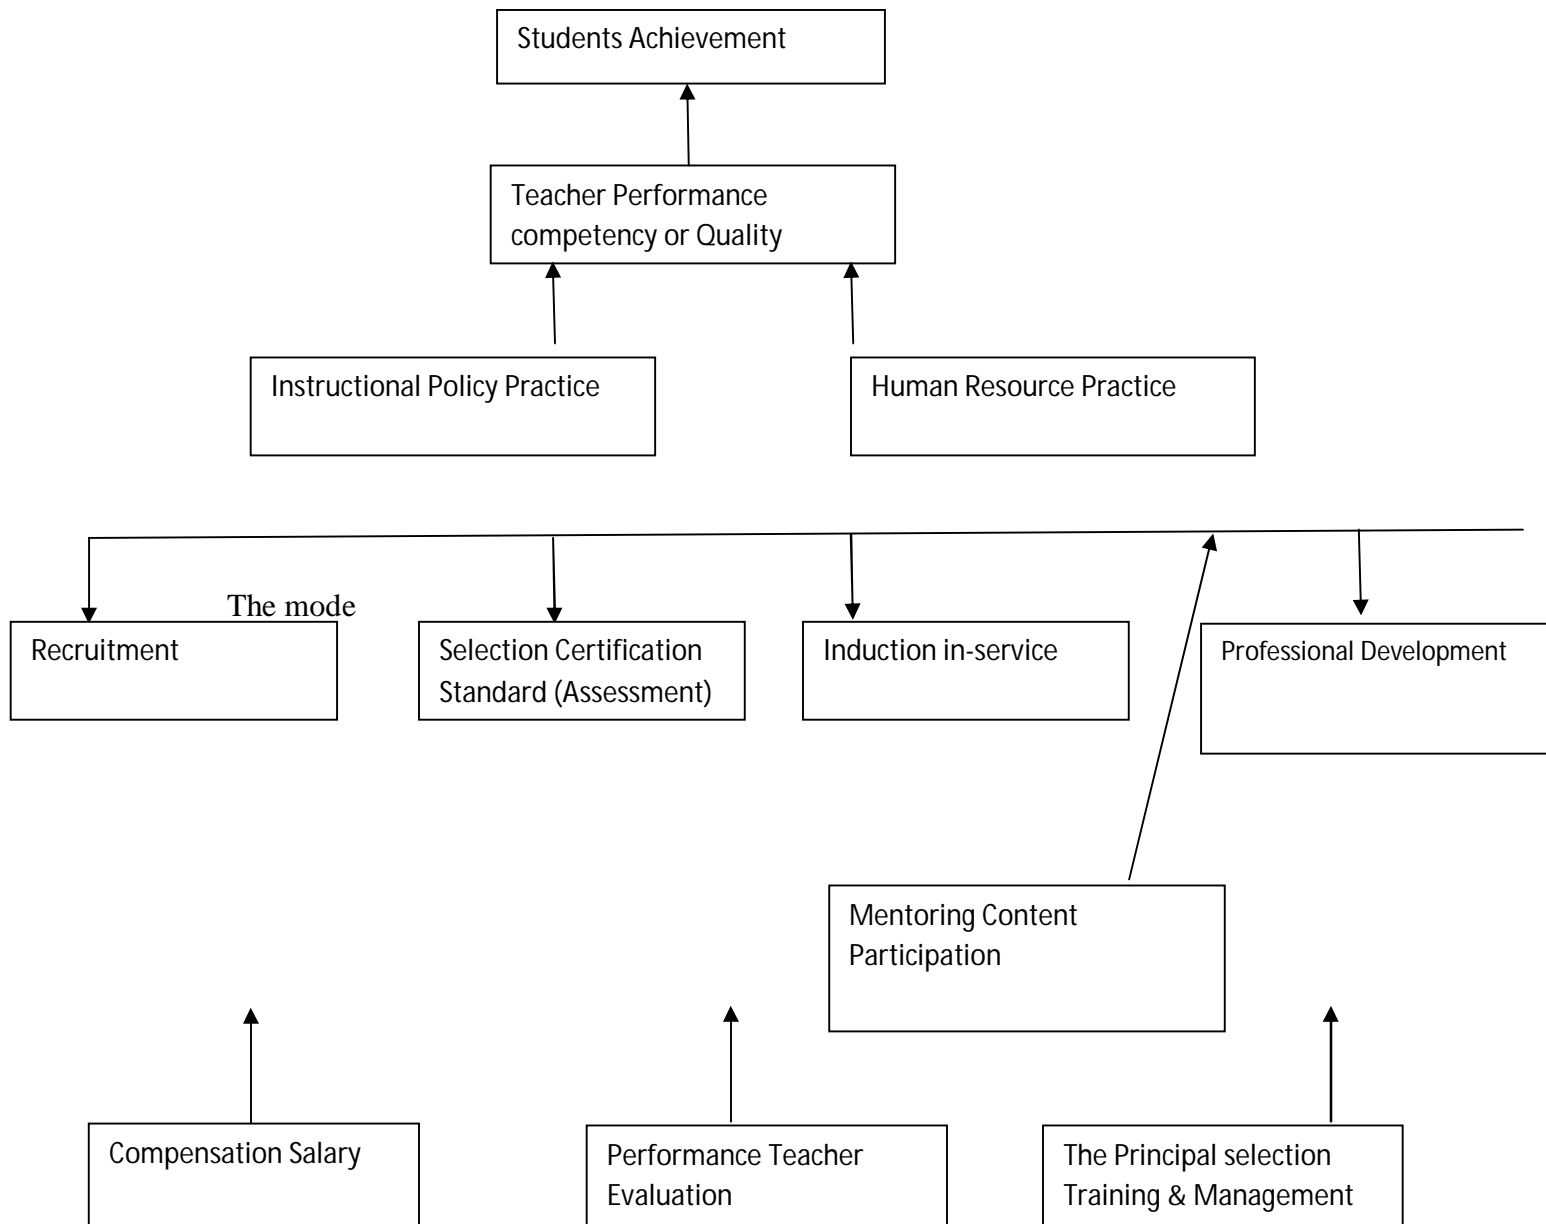 Students Achievement
Teacher Performance
competency or Quality
Instructional Policy Practice
Human Resource Practice
The mode
Recruitment
Selection Certification
Standard (Assessment)
Induction in-service
Professional Development
Mentoring Content
Participation
Compensation Salary
Performance Teacher
Evaluation
The Principal selection
Training & Management